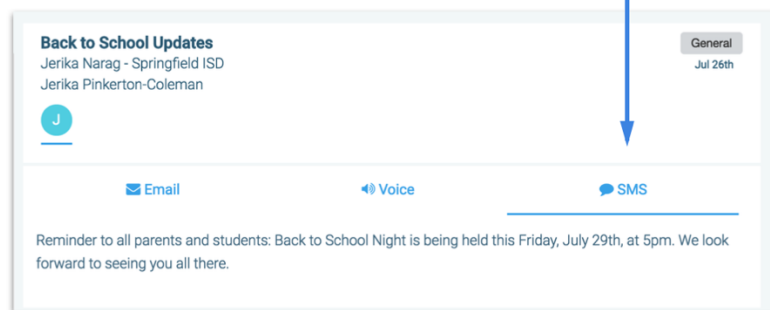 Back to School Updates
General
Jerika Narag - Springfield ISD
Jul 26th
Jerika Pinkerton-Coleman
J
Email
Voice
SMS
Reminder to all parents and students: Back to School Night is being held this Friday, July 29th, at 5pm. We look
forward to seeing you all there.